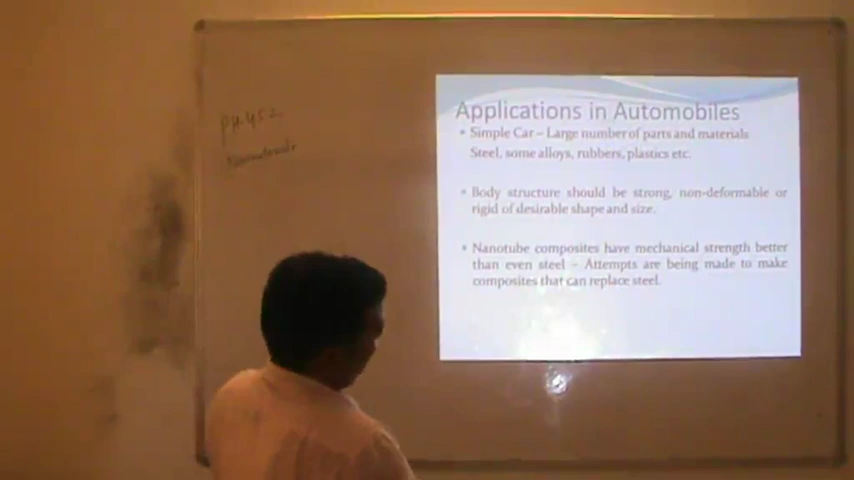 PH-452
Applications in Automobiles
• Simple Car – Large number of parts and materials
Steel, some alloys, rubbers, plastics etc.
• Body structure should be strong, non-deformable or
rigid of desirable shape and size.
• Nanotube composites have mechanical strength better
than even steel – Attempts are being made to make
composites that can replace steel.